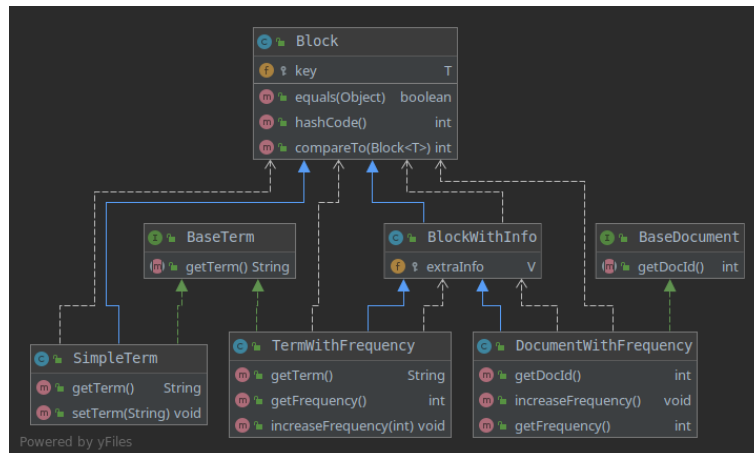 Block
key T
equals(Object) boolean
hashCode() int
compareTo(Block<T>) int
BaseTerm
getTerm() String
BlockWithInfo
extraInfo V
BaseDocument
getDocId() int
SimpleTerm
getTerm() String
setTerm(String) void
TermWithFrequency
getTerm() String
getFrequency() int
increaseFrequency(int) void
DocumentWithFrequency
getDocId() int
increaseFrequency() void
getFrequency() int
Powered by yFiles